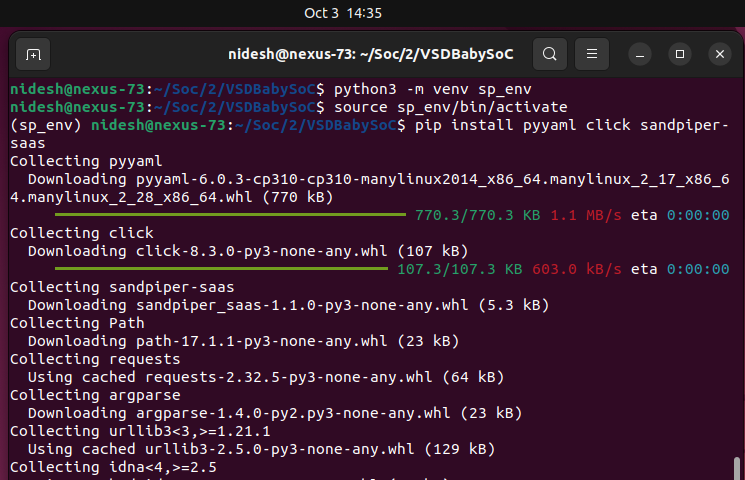 Oct 3 14:35
nidesh@nexus-73: ~/Soc/2/VSDBabySoC
nidesh@nexus-73:~/Soc/2/VSDBabySoC$ python3 -m venv sp_env
nidesh@nexus-73:~/Soc/2/VSDBabySoC$ source sp_env/bin/activate
(sp_env) nidesh@nexus-73:~/Soc/2/VSDBabySoC$ pip install pyyaml click sandpiper-
saas
Collecting pyyaml
  Downloading pyyaml-6.0.3-cp310-cp310-manylinux2014_x86_64.manylinux_2_17_x86_6
4.manylinux_2_28_x86_64.whl (770 kB)
770.3/770.3 KB 1.1 MB/s eta 0:00:00
Collecting click
  Downloading click-8.3.0-py3-none-any.whl (107 kB)
107.3/107.3 KB 603.0 kB/s eta 0:00:00
Collecting sandpiper-saas
  Downloading sandpiper_saas-1.1.0-py3-none-any.whl (5.3 kB)
Collecting Path
  Downloading path-17.1.1-py3-none-any.whl (23 kB)
Collecting requests
  Using cached requests-2.32.5-py3-none-any.whl (64 kB)
Collecting argparse
  Downloading argparse-1.4.0-py2.py3-none-any.whl (23 kB)
Collecting urllib3<3,>=1.21.1
  Using cached urllib3-2.5.0-py3-none-any.whl (129 kB)
Collecting idna<4,>=2.5